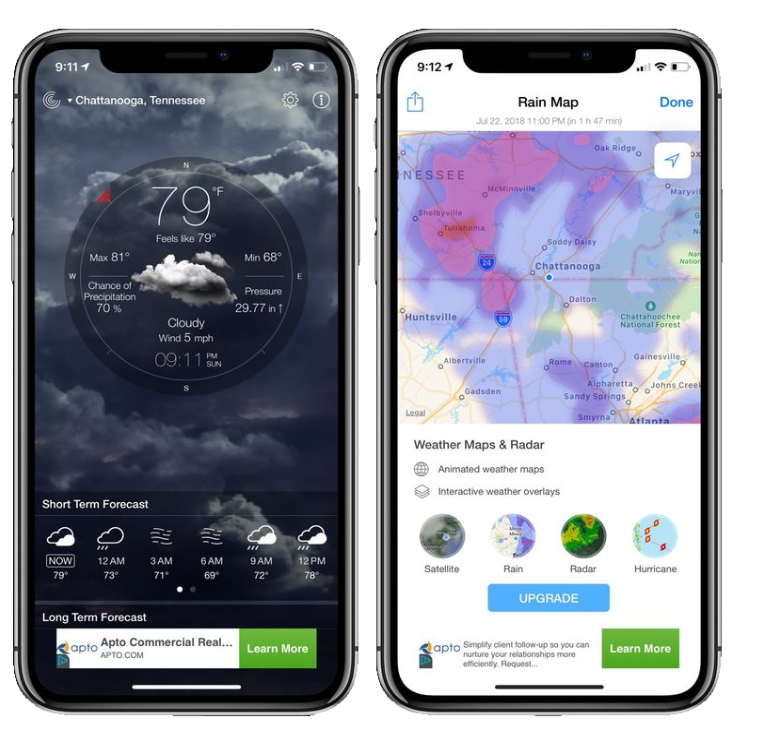 9:11
Chattanooga, Tennessee
N
79°F
Feels like 79°
Max 81°
Min 68°
W
E
Chance of
Precipitation
70 %
Pressure
29.77 in↑
Cloudy
Wind 5 mph
09:11 PM
SUN
S
Short Term Forecast
NOW 12 AM 3 AM 6 AM 9 AM 12 PM
79° 73° 71° 69° 72° 78°
Long Term Forecast
apto
Apto Commercial Real...
APTO.COM
Learn More
9:12
Rain Map
Done
Jul 22, 2018 11:00 PM (in 1 h 47 min)
Oak Ridge
NESSEE
McMinnville
Maryvi
Shelbyville
Tullahoma
Soddy Daisy
24
Chattanooga
Dalton
Huntsville
59
Chattahoochee
National Forest
Albertville
Rome
Canton
Gainesville
Gadsden
Alpharetta
Johns Creek
Sandy Springs
Legal
Smyrna
Atlanta
Weather Maps & Radar
Animated weather maps
Interactive weather overlays
Satellite
Rain
Radar
Hurricane
UPGRADE
apto
Simplify client follow-up so you can
nurture your relationships more
efficiently. Request...
Learn More